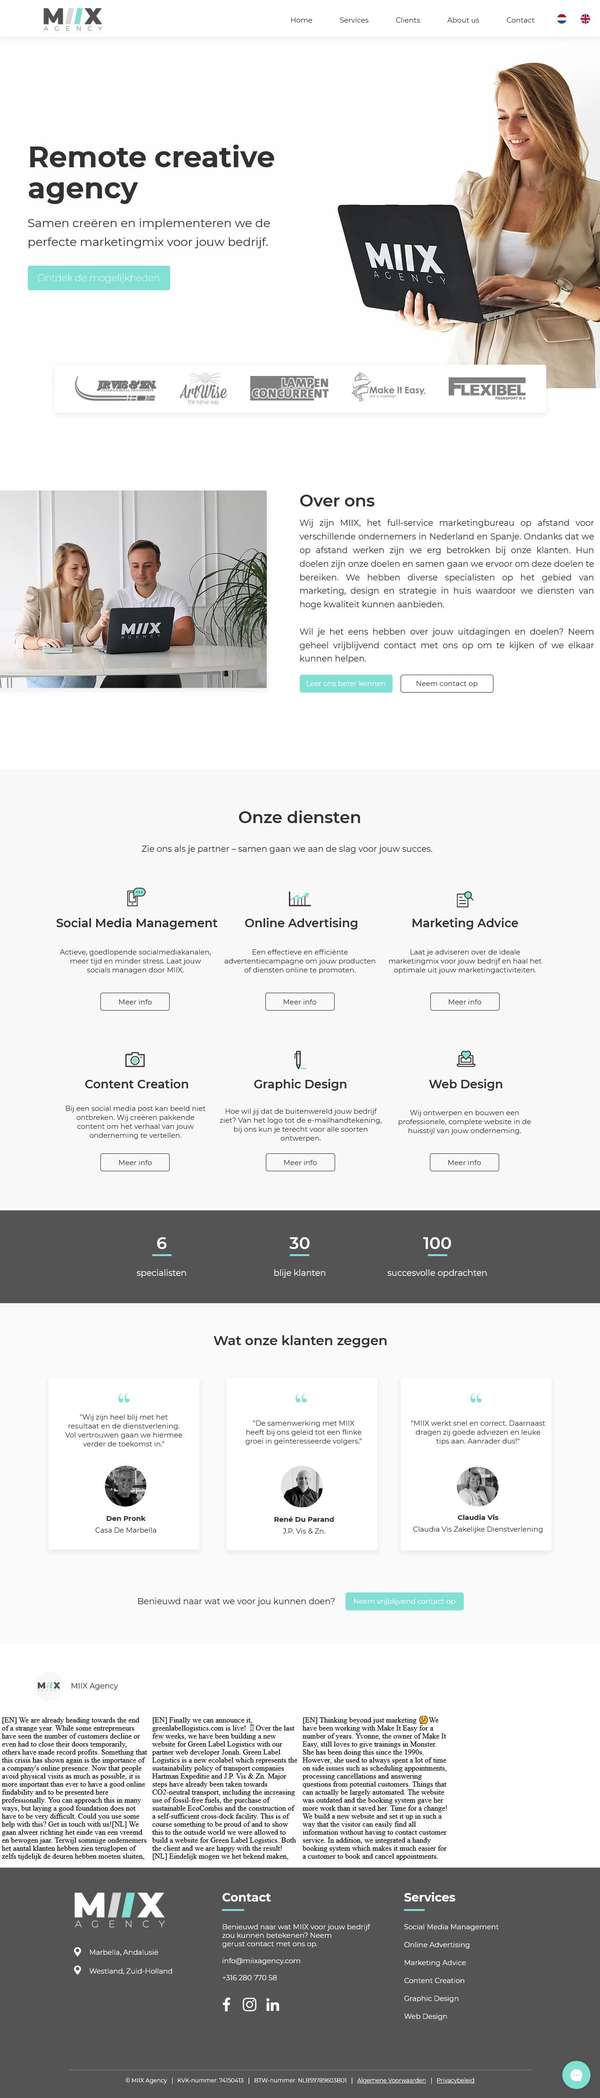 MIIX
AGENCY
Home Services Clients About us Contact
Remote creative
agency
Samen creëren en implementeren we de
perfecte marketingmix voor jouw bedrijf.
Ontdek de mogelijkheden
MIIX
AGENCY
JR VIS & ZN.
ArtWise
the natural way
LAMPEN
CONCURRENT
Make It Easy,
FLEXIBEL
TRANSPORT B.V.
Over ons
Wij zijn MIIX, het full-service marketingbureau op afstand voor
verschillende ondernemers in Nederland en Spanje. Ondanks dat we
op afstand werken zijn we erg betrokken bij onze klanten. Hun
doelen zijn onze doelen en samen gaan we ervoor om deze doelen te
bereiken. We hebben diverse specialisten op het gebied van
marketing, design en strategie in huis waardoor we diensten van
hoge kwaliteit kunnen aanbieden.
Wil je het eens hebben over jouw uitdagingen en doelen? Neem
geheel vrijblijvend contact met ons op om te kijken of we elkaar
kunnen helpen.
Leer ons beter kennen
Neem contact op
MIIX
AGENCY
Onze diensten
Zie ons als je partner – samen gaan we aan de slag voor jouw succes.
Social Media Management
Actieve, goedlopende socialmediakanalen,
meer tijd en minder stress. Laat jouw
socials managen door MIIX.
Meer info
Online Advertising
Een effectieve en efficiënte
advertentiecampagne om jouw producten
of diensten online te promoten.
Meer info
Marketing Advice
Laat je adviseren over de ideale
marketingmix voor jouw bedrijf en haal het
optimale uit jouw marketingactiviteiten.
Meer info
Content Creation
Bij een social media post kan beeld niet
ontbreken. Wij creëren pakkende
content om het verhaal van jouw
onderneming te vertellen.
Meer info
Graphic Design
Hoe wil jij dat de buitenwereld jouw bedrijf
ziet? Van het logo tot de e-mailhandtekening,
bij ons kun je terecht voor alle soorten
ontwerpen.
Meer info
Web Design
Wij ontwerpen en bouwen een
professionele, complete website in de
huisstijl van jouw onderneming.
Meer info
6
specialisten
30
blije klanten
100
succesvolle opdrachten
Wat onze klanten zeggen
"Wij zijn heel blij met het
resultaat en de dienstverlening.
Vol vertrouwen gaan we hiermee
verder de toekomst in."
Den Pronk
Casa De Marbella
"De samenwerking met MIIX
heeft bij ons geleid tot een flinke
groei in geïnteresseerde volgers."
René Du Parand
J.P. Vis & Zn.
"MIIX werkt snel en correct. Daarnaast
dragen zij goede adviezen en leuke
tips aan. Aanrader dus!"
Claudia Vis
Claudia Vis Zakelijke Dienstverlening
Benieuwd naar wat we voor jou kunnen doen?
Neem vrijblijvend contact op
MIIX
MIIX Agency
[EN] We are already heading towards the end
of a strange year. While some entrepreneurs
have seen the number of customers decline or
even had to close their doors temporarily,
others have made record profits. Something that
this crisis has shown again is the importance of
a company's online presence. Now that people
avoid physical visits as much as possible, it is
more important than ever to have a good online
findability and to be presented here
professionally. You can approach this in many
ways, but laying a good foundation does not
have to be very difficult. Could you use some
help with this? Get in touch with us![NL] We
gaan alweer richting het einde van een vreemd
en bewogen jaar. Terwijl sommige ondernemers
het aantal klanten hebben zien teruglopen of
zelfs tijdelijk de deuren hebben moeten sluiten,
[EN] Finally we can announce it,
greenlabellogistics.com is live! Over the last
few weeks, we have been building a new
website for Green Label Logistics with our
partner web developer Jonah. Green Label
Logistics is a new ecolabel which represents the
sustainability policy of transport companies
Hartman Expeditie and J.P. Vis & Zn. Major
steps have already been taken towards
CO2-neutral transport, including the increasing
use of fossil-free fuels, the purchase of
sustainable EcoCombis and the construction of
a self-sufficient cross-dock facility. This is of
course something to be proud of and to show
this to the outside world we were allowed to
build a website for Green Label Logistics. Both
the client and we are happy with the result!
[NL] Eindelijk mogen we het bekend maken,
[EN] Thinking beyond just marketing We
have been working with Make It Easy for a
number of years. Yvonne, the owner of Make It
Easy, still loves to give trainings in Monster.
She has been doing this since the 1990s.
However, she used to always spent a lot of time
on side issues such as scheduling appointments,
processing cancellations and answering
questions from potential customers. Things that
can actually be largely automated. The website
was outdated and the booking system gave her
more work than it saved her. Time for a change!
We build a new website and set it up in such a
way that the visitor can easily find all
information without having to contact customer
service. In addition, we integrated a handy
booking system which makes it much easier for
a customer to book and cancel appointments.
MIIX
AGENCY
Marbella, Andalusië
Westland, Zuid-Holland
Contact
Benieuwd naar wat MIIX voor jouw bedrijf
zou kunnen betekenen? Neem
gerust contact met ons op.
info@miixagency.com
+316 280 770 58
Services
Social Media Management
Online Advertising
Marketing Advice
Content Creation
Graphic Design
Web Design
© MIIX Agency | KVK-nummer: 74150413 | BTW-nummer: NL859789603B01 | Algemene Voorwaarden | Privacybeleid